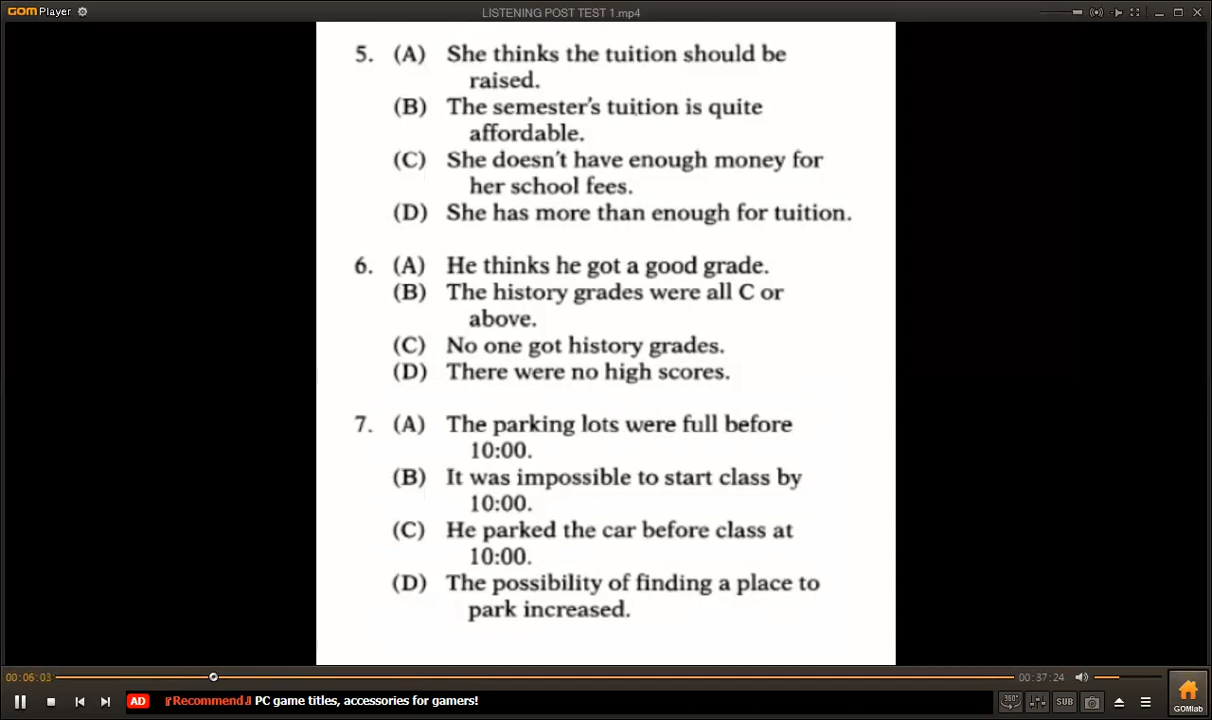 GOM Player
LISTENING POST TEST 1.mp4
5. (A) She thinks the tuition should be
raised.
(B) The semester's tuition is quite
affordable.
(C) She doesn't have enough money for
her school fees.
(D) She has more than enough for tuition.
6. (A) He thinks he got a good grade.
(B) The history grades were all C or
above.
(C) No one got history grades.
(D) There were no high scores.
7. (A) The parking lots were full before
10:00.
(B) It was impossible to start class by
10:00.
(C) He parked the car before class at
10:00.
(D) The possibility of finding a place to
park increased.
00:06:03
00:37:24
AD 『Recommend』 PC game titles, accessories for gamers!
360°
SUB
GOMlab